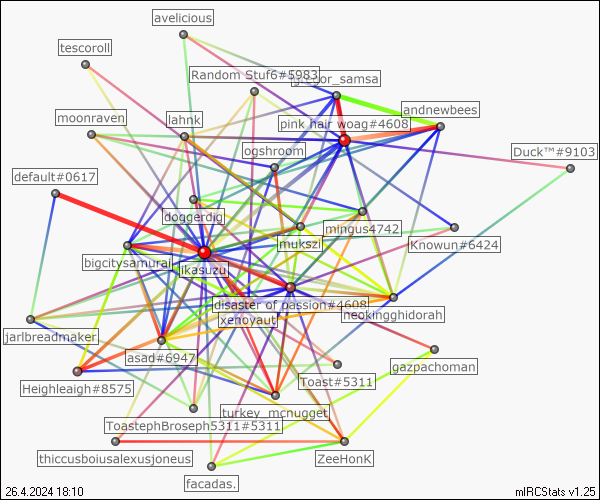 avelicious
tescoroll
Random Stuf6#5983
gregor_samsa
moonraven
lahnk
andnewbees
pink hair woag#4608
ogshroom
Duck™#9103
default#0617
doggerdjg
mingus4742
mukszi
Knowun#6424
bigcitysamurai
ikasuzu
disaster of passion#4608
neokingghidorah
xenoyaut
jarlbreadmaker
asad#6947
gazpachoman
Heighleigh#8575
Toast#5311
turkey_mcnugget
ToastephBroseph5311#5311
thiccusboiusalexusjoneus
ZeeHonK
facadas.
26.4.2024 18:10
mIRCStats v1.25